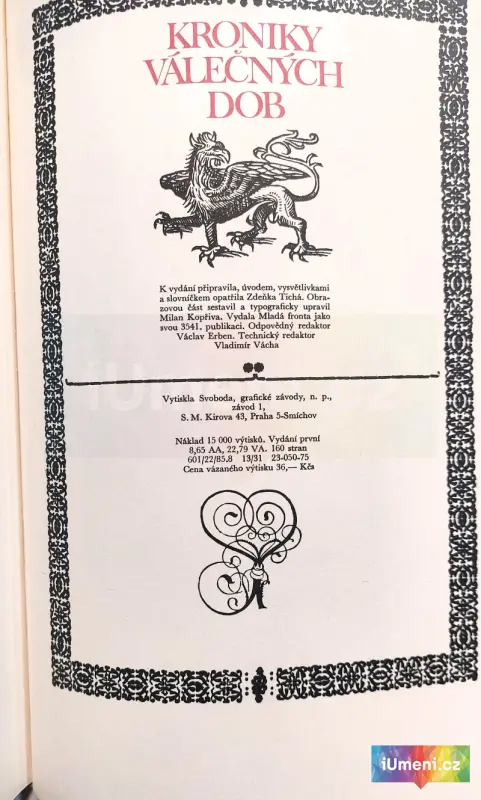 KRONIKY
VÁLEČNÝCH
DOB
K vydání připravila, úvodem, vysvětlivkami
a slovníčkem opatřila Zdeňka Tichá. Obra-
zovou část sestavil a typograficky upravil
Milan Kopřiva. Vydala Mladá fronta jako
svou 3541. publikaci. Odpovědný redaktor
Václav Erben. Technický redaktor
Vladimír Vácha
Vytiskla Svoboda, grafické závody, n. p.,
závod 1,
S. M. Kirova 43, Praha 5-Smíchov
Náklad 15 000 výtisků. Vydání první
8,65 AA, 22,79 VA. 160 stran
601/22/85.8 13/31 23-050-75
Cena vázaného výtisku 36,— Kčs
iUmeni.cz
iUmeni.cz